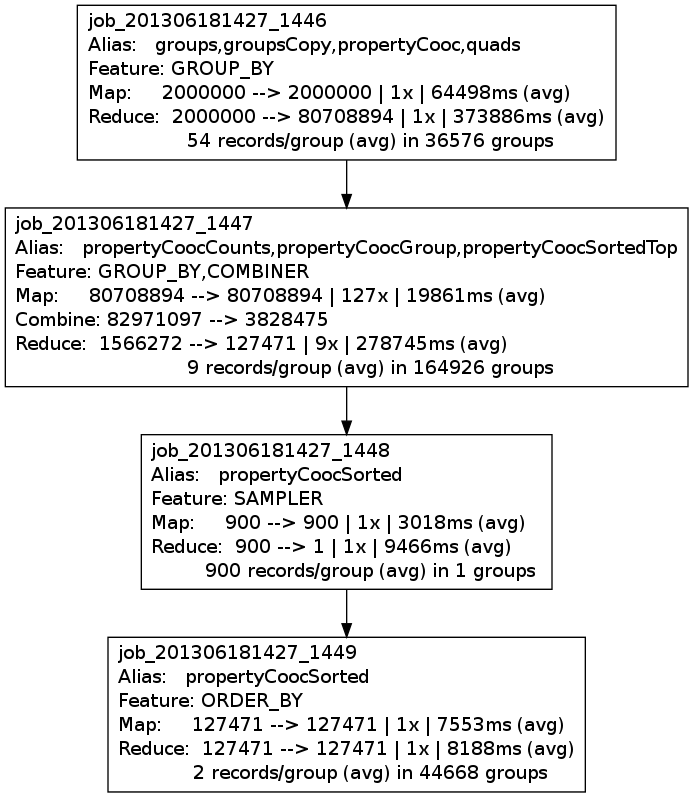 job_201306181427_1446
Alias: groups,groupsCopy,propertyCooc,quads
Feature: GROUP_BY
Map: 2000000 --> 2000000 | 1x | 64498ms (avg)
Reduce: 2000000 --> 80708894 | 1x | 373886ms (avg)
54 records/group (avg) in 36576 groups
job_201306181427_1447
Alias: propertyCoocCounts,propertyCoocGroup,propertyCoocSortedTop
Feature: GROUP_BY,COMBINER
Map: 80708894 --> 80708894 | 127x | 19861ms (avg)
Combine: 82971097 --> 3828475
Reduce: 1566272 --> 127471 | 9x | 278745ms (avg)
9 records/group (avg) in 164926 groups
job_201306181427_1448
Alias: propertyCoocSorted
Feature: SAMPLER
Map: 900 --> 900 | 1x | 3018ms (avg)
Reduce: 900 --> 1 | 1x | 9466ms (avg)
900 records/group (avg) in 1 groups
job_201306181427_1449
Alias: propertyCoocSorted
Feature: ORDER_BY
Map: 127471 --> 127471 | 1x | 7553ms (avg)
Reduce: 127471 --> 127471 | 1x | 8188ms (avg)
2 records/group (avg) in 44668 groups